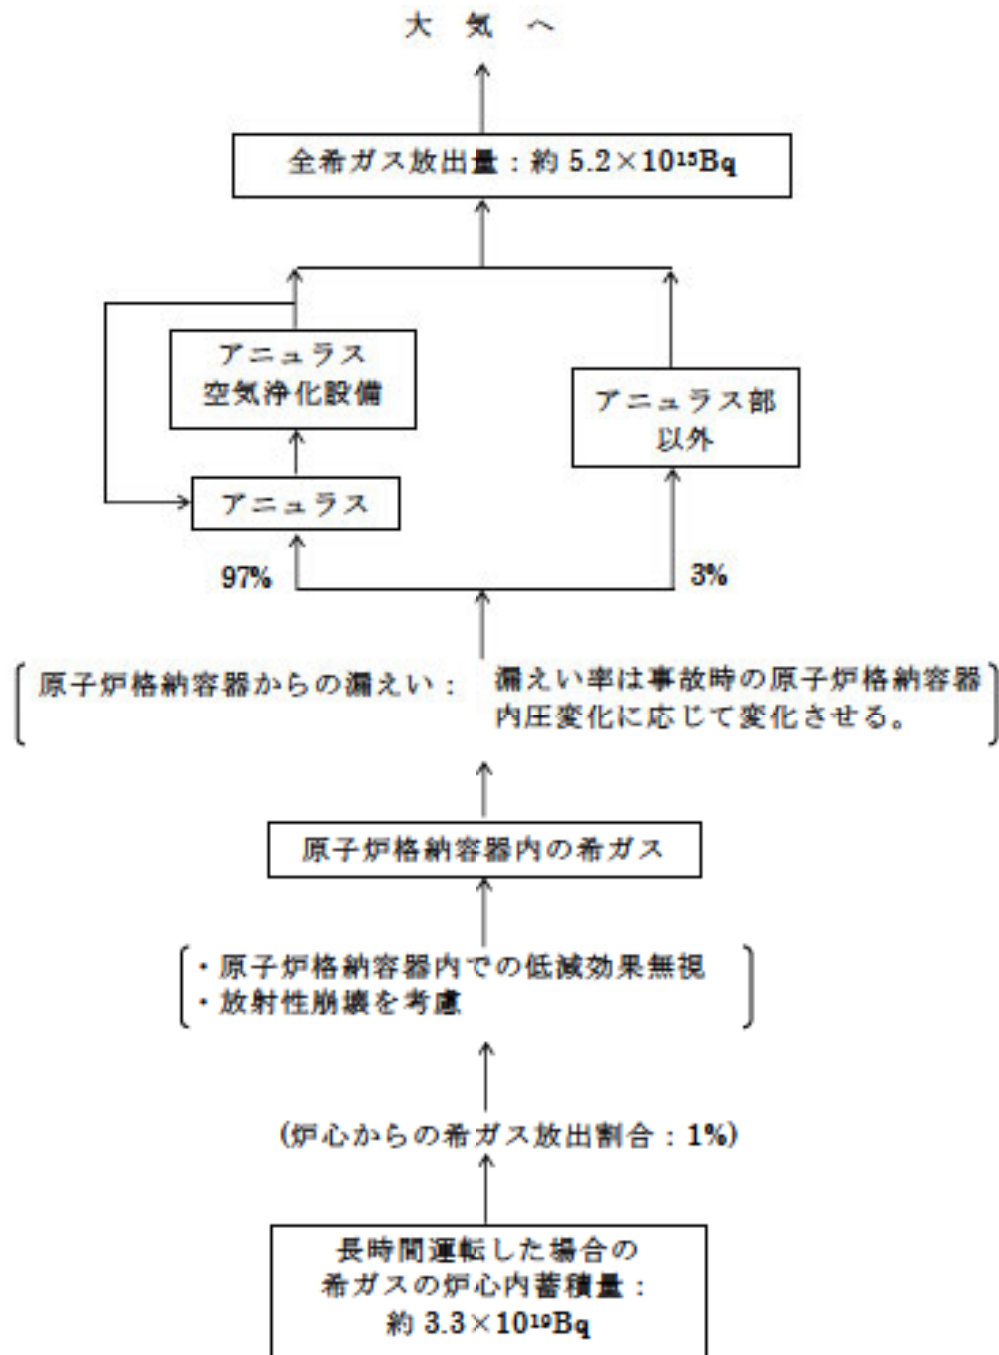 大 気 へ
全希ガス放出量：約 5.2×10¹⁵Bq
アニュラス
空気浄化設備
アニュラス部
以外
アニュラス
97%
3%
原子炉格納容器からの漏えい： 漏えい率は事故時の原子炉格納容器
内圧変化に応じて変化させる。
原子炉格納容器内の希ガス
・原子炉格納容器内での低減効果無視
・放射性崩壊を考慮
(炉心からの希ガス放出割合：1%)
長時間運転した場合の
希ガスの炉心内蓄積量：
約 3.3×10¹⁹Bq